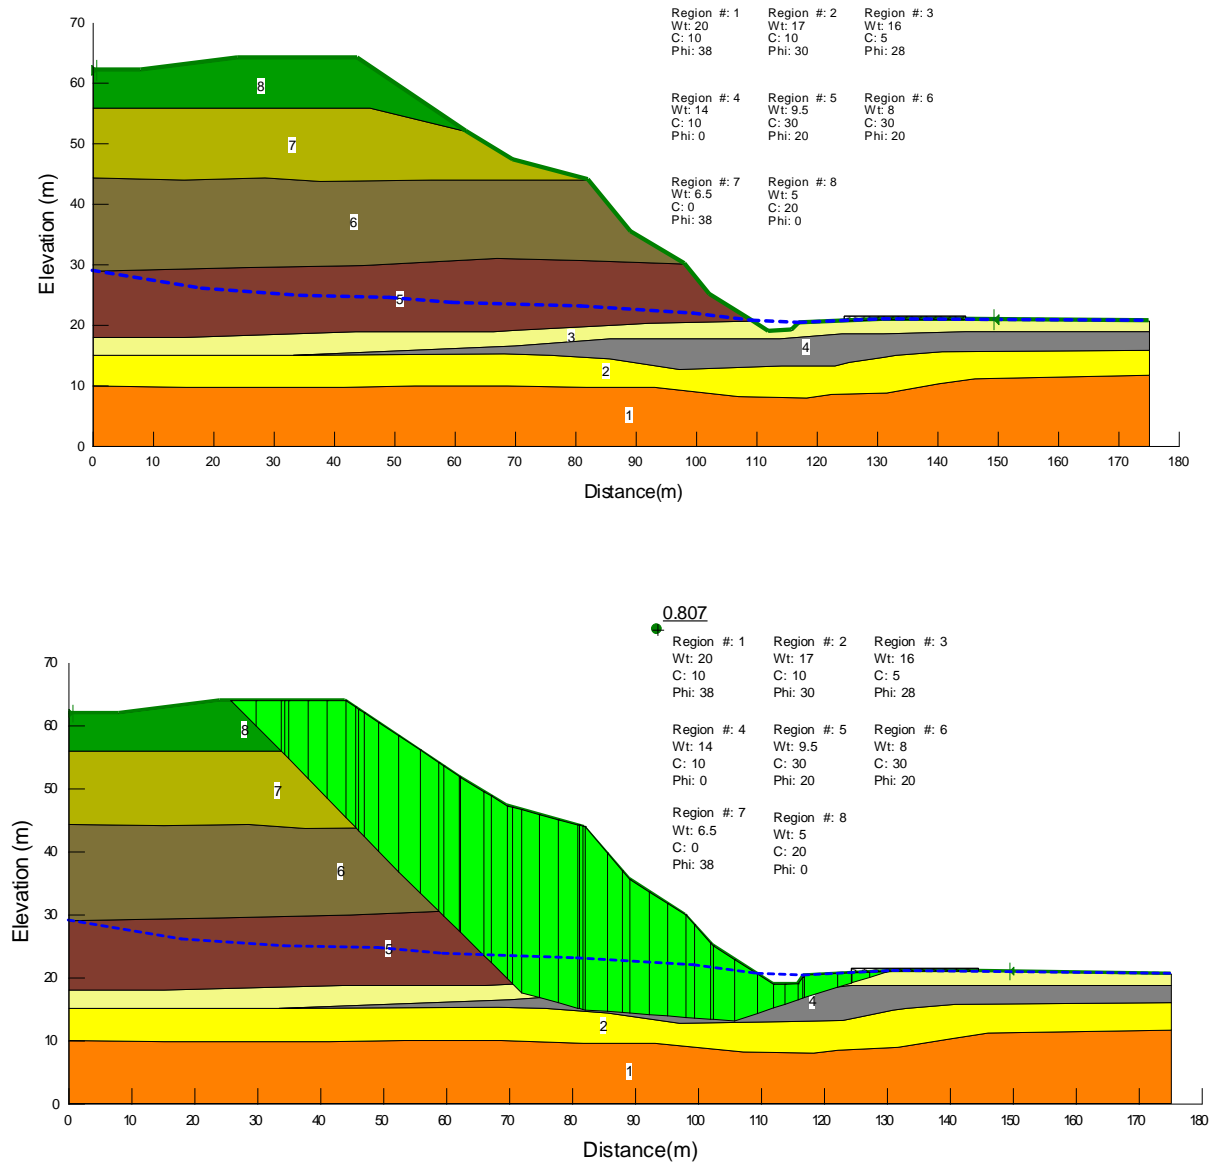 70
60
50
40
30
20
10
0
Elevation (m)
Region #: 1 Region #: 2 Region #: 3
Wt: 20 Wt: 17 Wt: 16
C: 10 C: 10 C: 5
Phi: 38 Phi: 30 Phi: 28
Region #: 4 Region #: 5 Region #: 6
Wt: 14 Wt: 9.5 Wt: 8
C: 10 C: 30 C: 30
Phi: 0 Phi: 20 Phi: 20
Region #: 7 Region #: 8
Wt: 6.5 Wt: 5
C: 0 C: 20
Phi: 38 Phi: 0
8
7
6
5
3
4
2
1
0 10 20 30 40 50 60 70 80 90 100 110 120 130 140 150 160 170 180
Distance(m)
0.807
Region #: 1 Region #: 2 Region #: 3
Wt: 20 Wt: 17 Wt: 16
C: 10 C: 10 C: 5
Phi: 38 Phi: 30 Phi: 28
Region #: 4 Region #: 5 Region #: 6
Wt: 14 Wt: 9.5 Wt: 8
C: 10 C: 30 C: 30
Phi: 0 Phi: 20 Phi: 20
Region #: 7 Region #: 8
Wt: 6.5 Wt: 5
C: 0 C: 20
Phi: 38 Phi: 0
70
60
50
40
30
20
10
0
Elevation (m)
8
7
6
5
4
2
1
0 10 20 30 40 50 60 70 80 90 100 110 120 130 140 150 160 170 180
Distance(m)